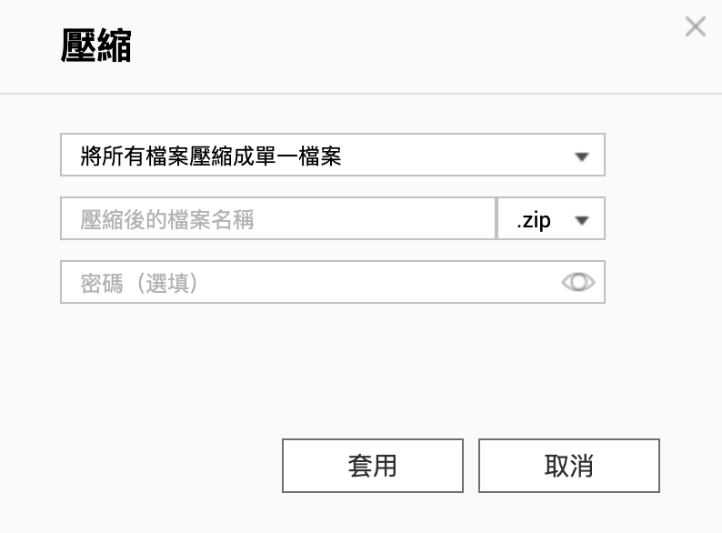 壓縮
將所有檔案壓縮成單一檔案
壓縮後的檔案名稱 .zip
密碼（選填）
套用 取消